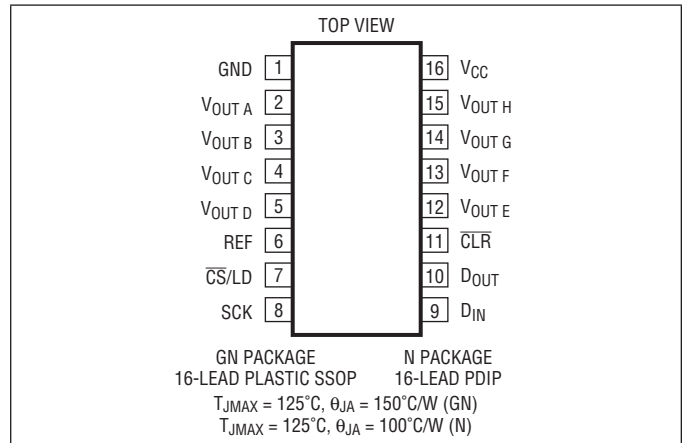 TOP VIEW
GND 1 16 VCC
VOUT A 2 15 VOUT H
VOUT B 3 14 VOUT G
VOUT C 4 13 VOUT F
VOUT D 5 12 VOUT E
REF 6 11 C̅L̅R̅
C̅S̅/LD 7 10 DOUT
SCK 8 9 DIN
GN PACKAGE N PACKAGE
16-LEAD PLASTIC SSOP 16-LEAD PDIP
TJMAX = 125°C, θJA = 150°C/W (GN)
TJMAX = 125°C, θJA = 100°C/W (N)